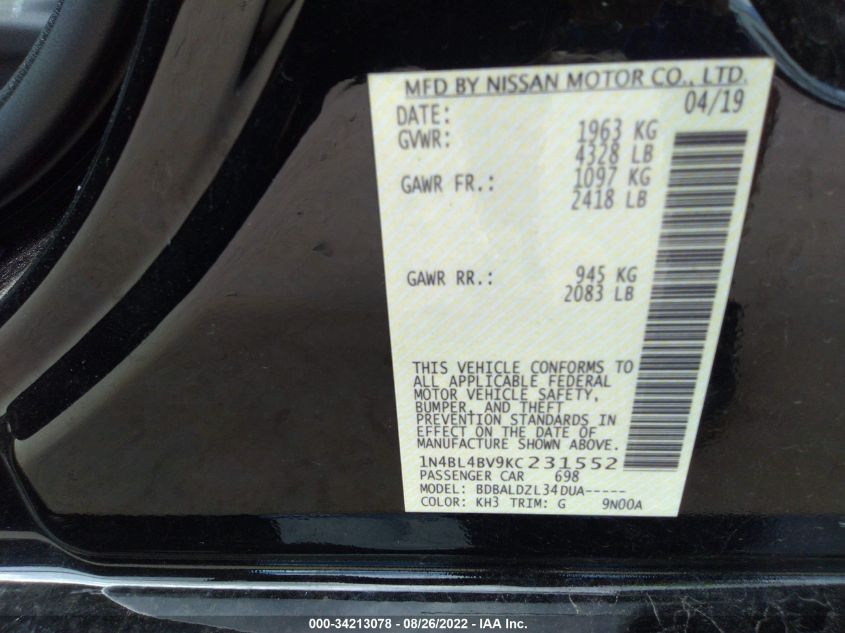 MFD BY NISSAN MOTOR CO., LTD.
DATE: 04/19
GVWR: 1963 KG
4328 LB
GAWR FR.: 1097 KG
2418 LB
GAWR RR.: 945 KG
2083 LB
THIS VEHICLE CONFORMS TO
ALL APPLICABLE FEDERAL
MOTOR VEHICLE SAFETY,
BUMPER, AND THEFT
PREVENTION STANDARDS IN
EFFECT ON THE DATE OF
MANUFACTURE SHOWN ABOVE.
1N4BL4BV9KC231552
PASSENGER CAR 698
MODEL: BDBALDZL34DUA-----
COLOR: KH3 TRIM: G 9N00A
000-34213078 - 08/26/2022 - IAA Inc.